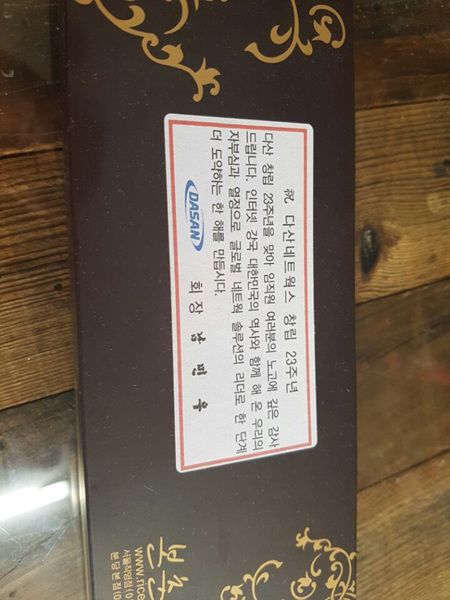 祝 다산네트웍스 창립 23주년
다산 창립 23주년을 맞아 임직원 여러분의 노고에 깊은 감사
드립니다. 인터넷 강국 대한민국의 역사와 함께 해 온 우리의
자부심과 열정으로 글로벌 네트웍 솔루션의 리더로 한 단계
더 도약하는 한 해를 만듭시다.
DASAN 회장 남 민 우
www.rice